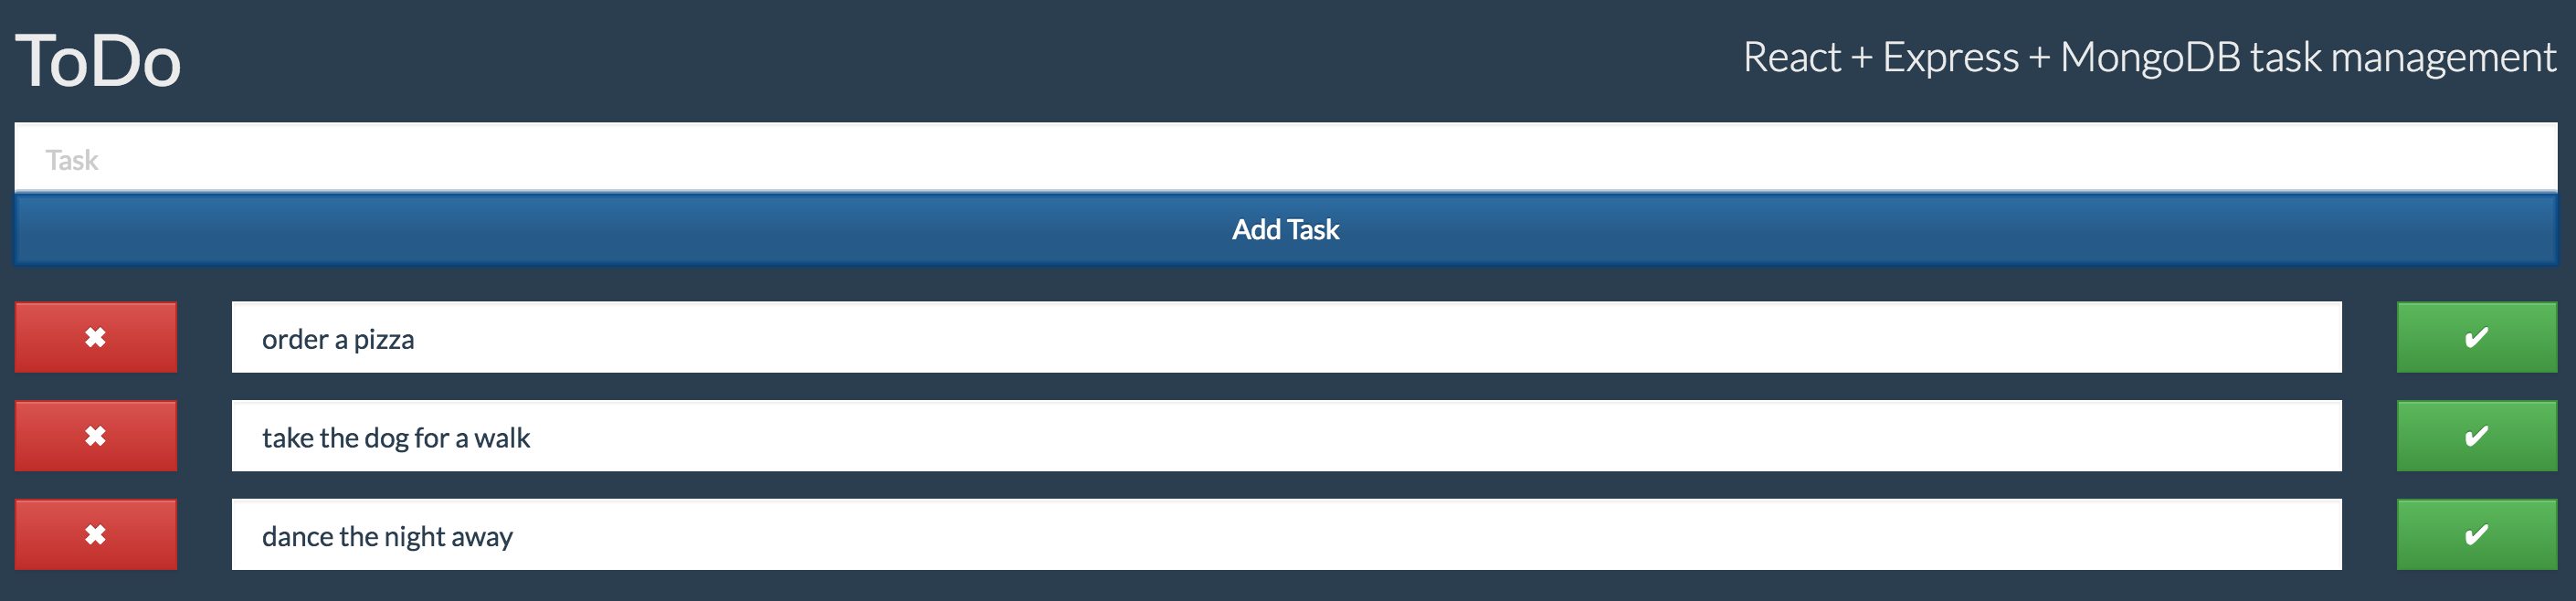 ToDo
React + Express + MongoDB task management
Task
Add Task
✖ order a pizza ✔
✖ take the dog for a walk ✔
✖ dance the night away ✔